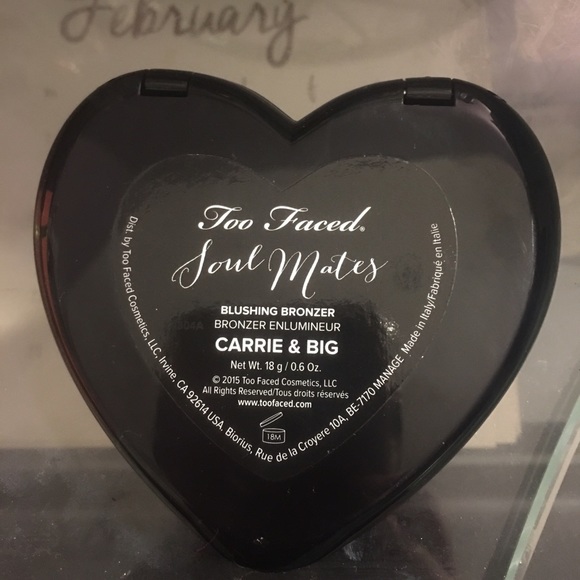 February
Too Faced®
Soul Mates
BLUSHING BRONZER
BRONZER ENLUMINEUR
CARRIE & BIG
Net Wt. 18 g / 0.6 Oz.
© 2015 Too Faced Cosmetics, LLC
All Rights Reserved/Tous droits réservés
www.toofaced.com
18M
Dist. by Too Faced Cosmetics, LLC, Irvine, CA 92614 USA, Biorius, Rue de la Croyere 10A, BE-7170 MANAGE Made in Italy/Fabriqué en Italie